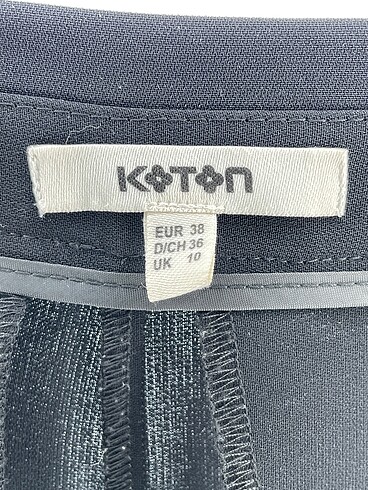 KOTON
EUR 38
D/CH 36
UK 10